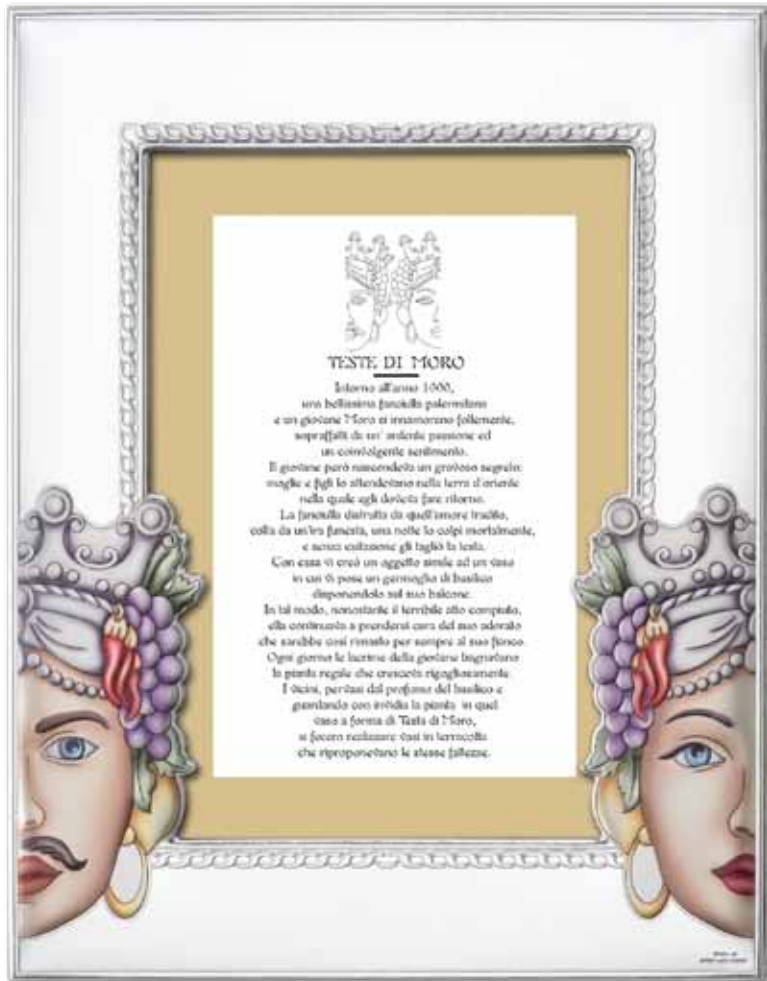 TESTE DI MORO
Intorno all'anno 1000,
una bellissima fanciulla palermitana
e un giovane Moro si innamorano follemente,
sopraffatti da un' ardente passione ed
un coinvolgente sentimento.
Il giovane però nascondeva un gravoso segreto:
moglie e figli lo attendevano nella terra d'oriente
nella quale egli doveva fare ritorno.
La fanciulla distrutta da quell'amore tradito,
colta da un'ira funesta, una notte lo colpì mortalmente,
e senza esitazione gli tagliò la testa.
Con essa vi creò un oggetto simile ad un vaso
in cui vi pose un germoglio di basilico
disponendolo sul suo balcone.
In tal modo, nonostante il terribile atto compiuto,
ella continuava a prendersi cura del suo adorato
che sarebbe così rimasto per sempre al suo fianco.
Ogni giorno le lacrime della giovane bagnavano
la pianta regale che cresceva rigogliosamente.
I vicini, pervasi dal profumo del basilico e
guardando con invidia la pianta in quel
vaso a forma di Testa di Moro,
si fecero realizzare vasi in terracotta
che riproponevano le stesse fattezze.